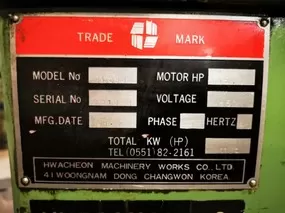 TRADE MARK
MODEL No MOTOR HP
SERIAL No VOLTAGE
MFG.DATE PHASE HERTZ
TOTAL KW (HP)
TEL(0551)82-2161
HWACHEON MACHINERY WORKS CO., LTD.
41 WOONGNAM DONG CHANGWON KOREA